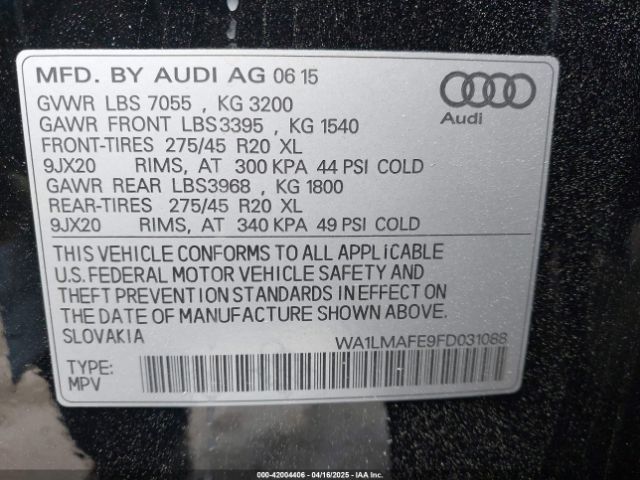 MFD. BY AUDI AG 06 15
GVWR LBS 7055 , KG 3200
GAWR FRONT LBS3395 , KG 1540
FRONT-TIRES 275/45 R20 XL
9JX20 RIMS, AT 300 KPA 44 PSI COLD
GAWR REAR LBS3968 , KG 1800
REAR-TIRES 275/45 R20 XL
9JX20 RIMS, AT 340 KPA 49 PSI COLD
Audi
THIS VEHICLE CONFORMS TO ALL APPLICABLE
U.S. FEDERAL MOTOR VEHICLE SAFETY AND
THEFT PREVENTION STANDARDS IN EFFECT ON
THE DATE OF MANUFACTURE SHOWN ABOVE.
SLOVAKIA
WA1LMAFE9FD031088
TYPE:
MPV
000-42004406 - 04/16/2025 - IAA Inc.